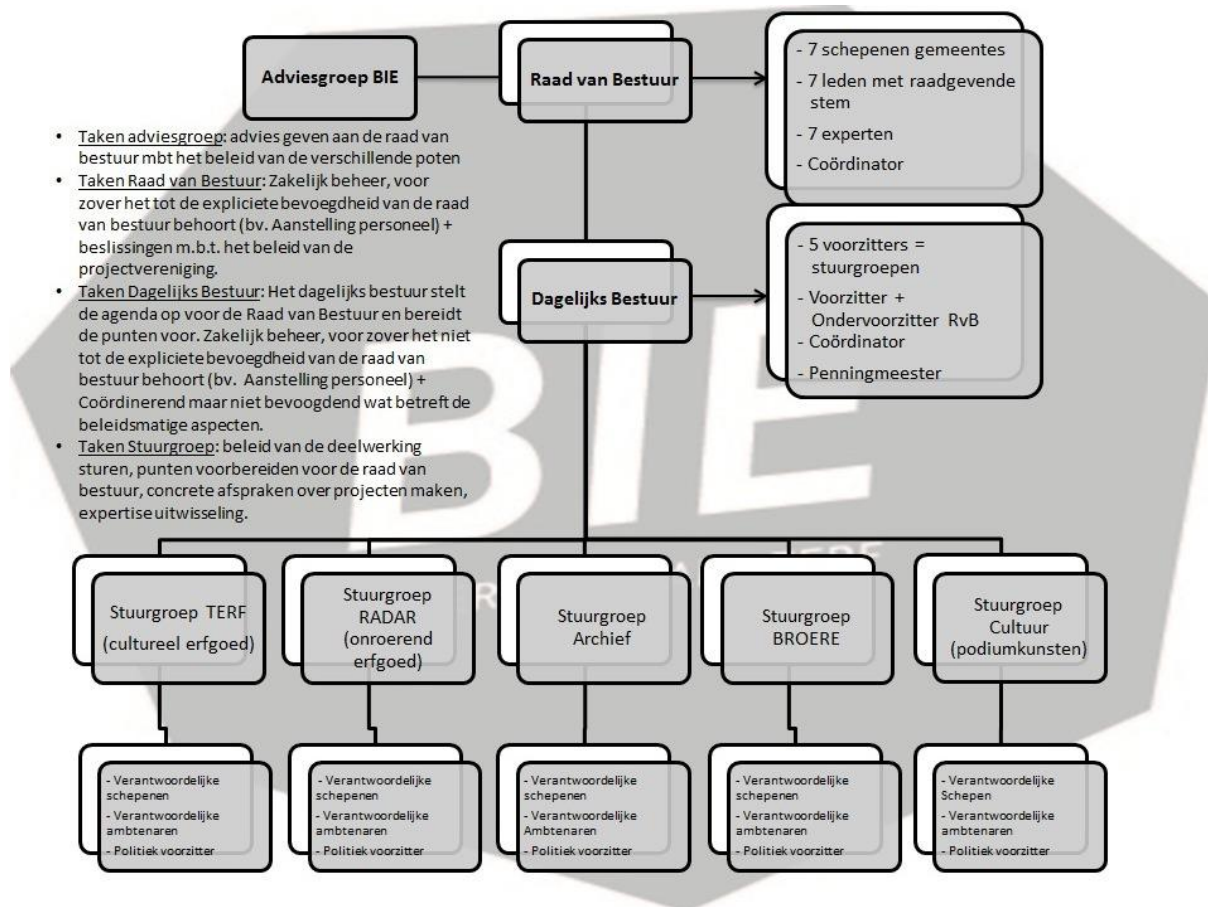 Adviesgroep BIE
Raad van Bestuur
- 7 schepenen gemeentes
- 7 leden met raadgevende
stem
- 7 experten
- Coördinator
• Taken adviesgroep: advies geven aan de raad van
bestuur mbt het beleid van de verschillende poten
• Taken Raad van Bestuur: Zakelijk beheer, voor
zover het tot de expliciete bevoegdheid van de raad
van bestuur behoort (bv. Aanstelling personeel) +
beslissingen m.b.t. het beleid van de
projectvereniging.
• Taken Dagelijks Bestuur: Het dagelijks bestuur stelt
de agenda op voor de Raad van Bestuur en bereidt
de punten voor. Zakelijk beheer, voor zover het niet
tot de expliciete bevoegdheid van de raad van
bestuur behoort (bv. Aanstelling personeel) +
Coördinerend maar niet bevoogdend wat betreft de
beleidsmatige aspecten.
• Taken Stuurgroep: beleid van de deelwerking
sturen, punten voorbereiden voor de raad van
bestuur, concrete afspraken over projecten maken,
expertise uitwisseling.
Dagelijks Bestuur
- 5 voorzitters =
stuurgroepen
- Voorzitter +
Ondervoorzitter RvB
- Coördinator
- Penningmeester
BIE
Stuurgroep TERF
(cultureel erfgoed)
Stuurgroep
RADAR
(onroerend
erfgoed)
Stuurgroep
Archief
Stuurgroep
BROERE
Stuurgroep
Cultuur
(podiumkunsten)
- Verantwoordelijke
schepenen
- Verantwoordelijke
ambtenaren
- Politiek voorzitter
- Verantwoordelijke
schepenen
- Verantwoordelijke
ambtenaren
- Politiek voorzitter
- Verantwoordelijke
schepenen
- Verantwoordelijke
Ambtenaren
- Politiek voorzitter
- Verantwoordelijke
schepenen
- Verantwoordelijke
ambtenaren
- Politiek voorzitter
- Verantwoordelijke
Schepen
- Verantwoordelijke
ambtenaren
- Politiek voorzitter